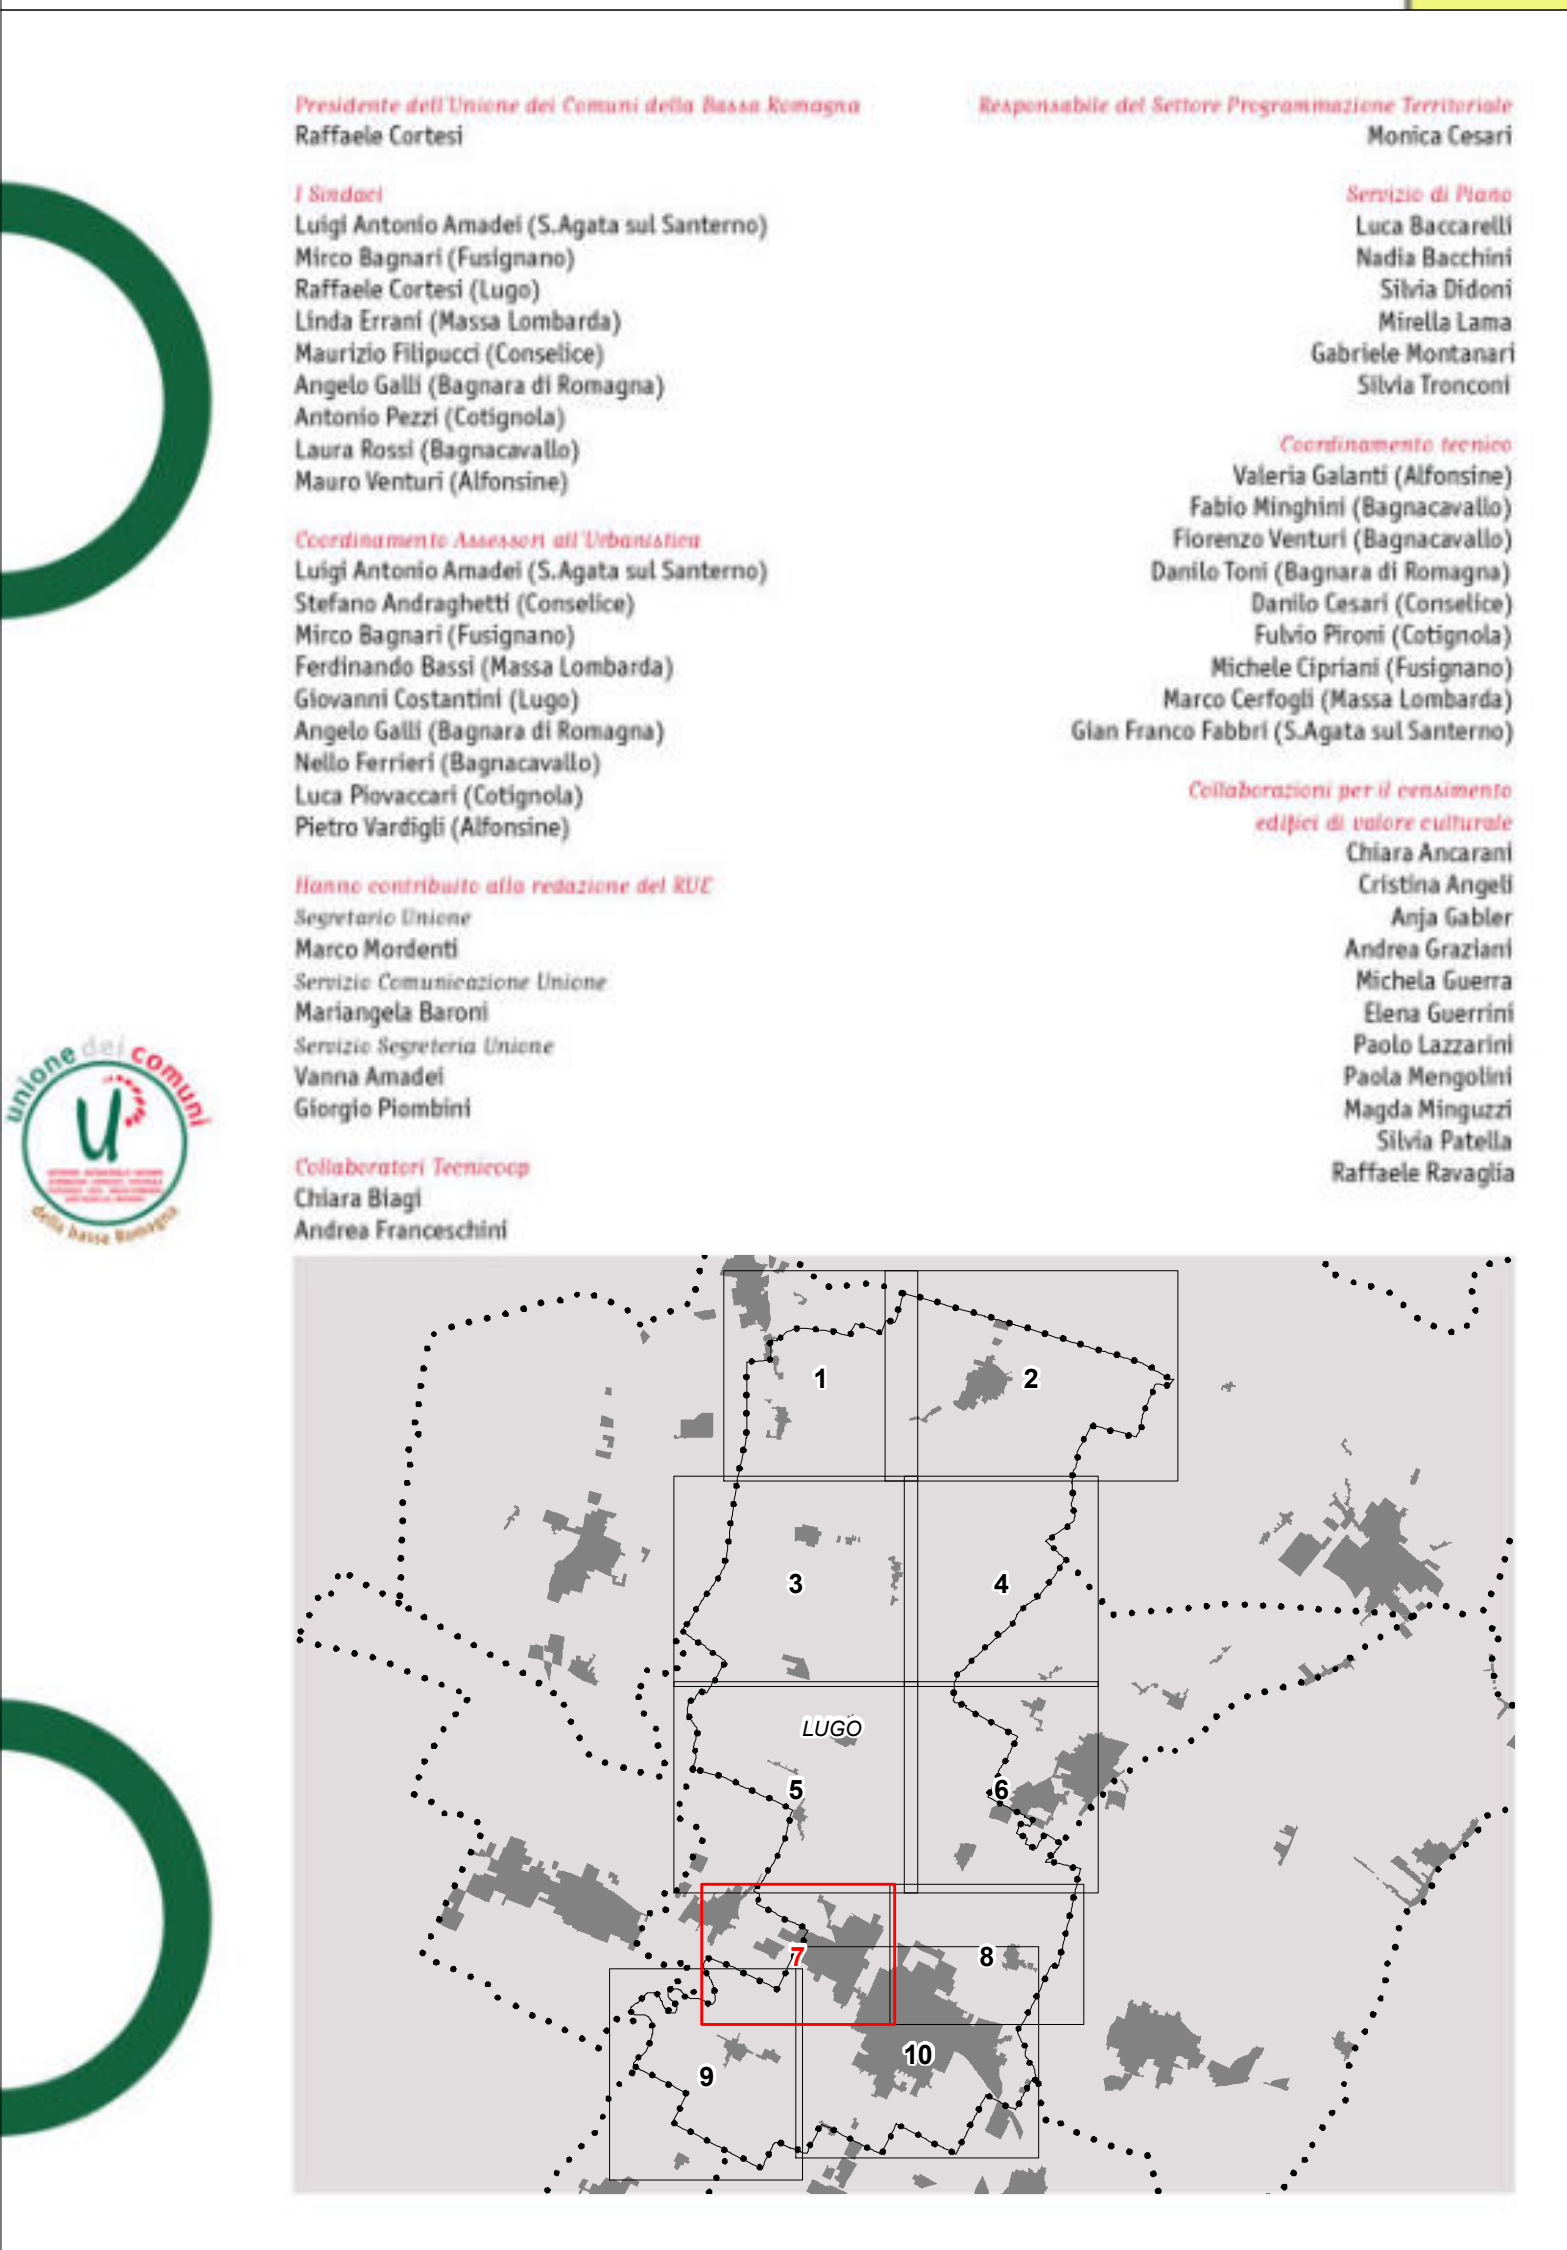 Presidente dell'Unione dei Comuni della Bassa Romagna
Raffaele Cortesi
I Sindaci
Luigi Antonio Amadei (S.Agata sul Santerno)
Mirco Bagnari (Fusignano)
Raffaele Cortesi (Lugo)
Linda Errani (Massa Lombarda)
Maurizio Filipucci (Conselice)
Angelo Galli (Bagnara di Romagna)
Antonio Pezzi (Cotignola)
Laura Rossi (Bagnacavallo)
Mauro Venturi (Alfonsine)
Coordinamento Assessori all'Urbanistica
Luigi Antonio Amadei (S.Agata sul Santerno)
Stefano Andraghetti (Conselice)
Mirco Bagnari (Fusignano)
Ferdinando Bassi (Massa Lombarda)
Giovanni Costantini (Lugo)
Angelo Galli (Bagnara di Romagna)
Nello Ferrieri (Bagnacavallo)
Luca Piovaccari (Cotignola)
Pietro Vardigli (Alfonsine)
Hanno contribuito alla redazione del RUE
Segretario Unione
Marco Mordenti
Servizio Comunicazione Unione
Mariangela Baroni
Servizio Segreteria Unione
Vanna Amadei
Giorgio Piombini
Collaboratori Tecnicoop
Chiara Biagi
Andrea Franceschini
Responsabile del Settore Programmazione Territoriale
Monica Cesari
Servizio di Piano
Luca Baccarelli
Nadia Bacchini
Silvia Didoni
Mirella Lama
Gabriele Montanari
Silvia Tronconi
Coordinamento tecnico
Valeria Galanti (Alfonsine)
Fabio Minghini (Bagnacavallo)
Fiorenzo Venturi (Bagnacavallo)
Danilo Toni (Bagnara di Romagna)
Danilo Cesari (Conselice)
Fulvio Pironi (Cotignola)
Michele Cipriani (Fusignano)
Marco Cerfogli (Massa Lombarda)
Gian Franco Fabbri (S.Agata sul Santerno)
Collaborazioni per il censimento
edifici di valore culturale
Chiara Ancarani
Cristina Angeli
Anja Gabler
Andrea Graziani
Michela Guerra
Elena Guerrini
Paolo Lazzarini
Paola Mengolini
Magda Minguzzi
Silvia Patella
Raffaele Ravaglia
unione dei comuni
della bassa Romagna
1
2
3
4
LUGO
5
6
7
8
9
10